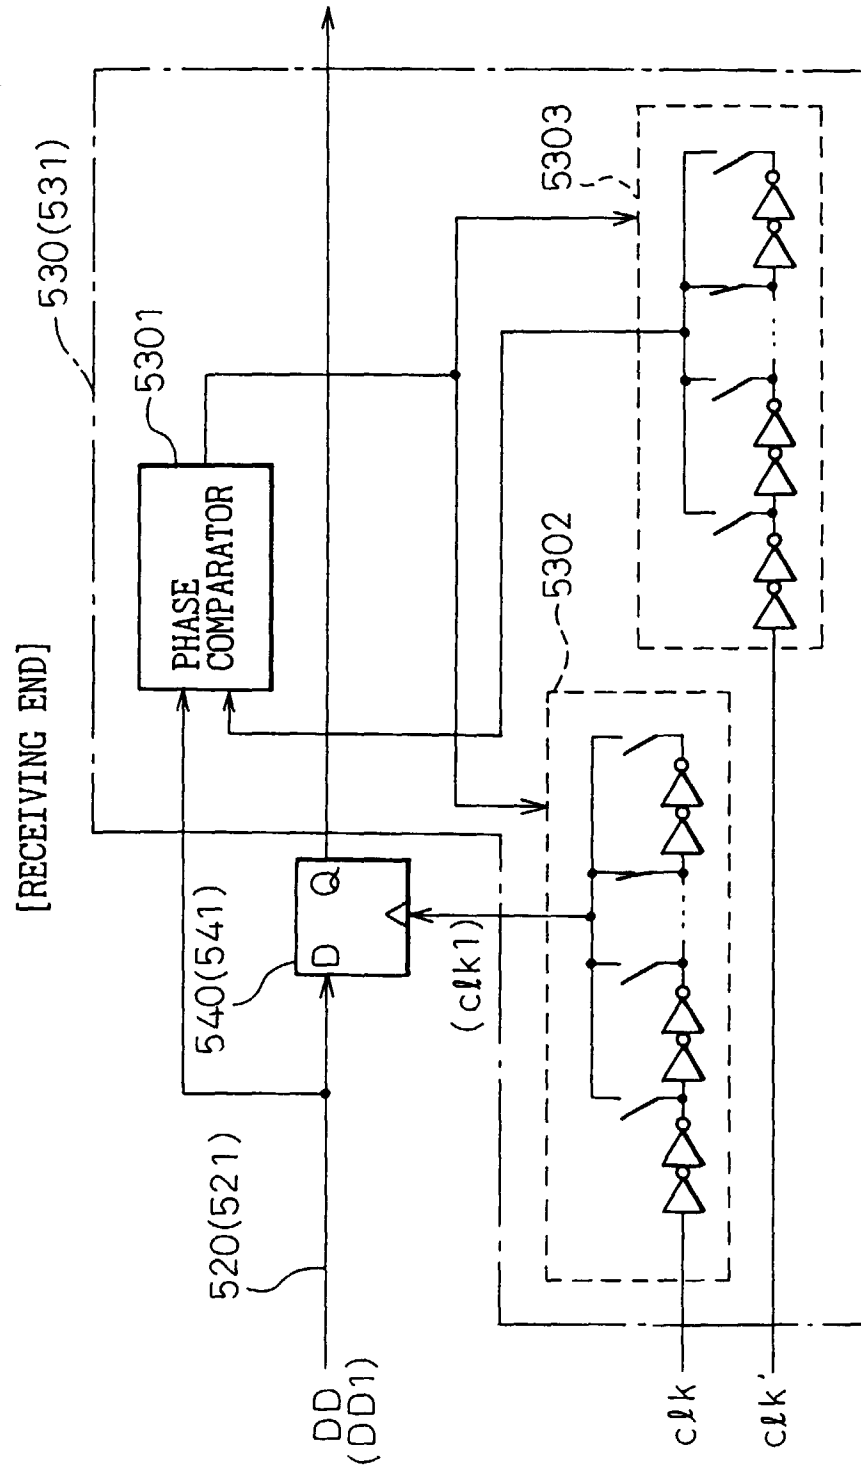 [RECEIVING END]
530(531)
5301
PHASE
COMPARATOR
540(541)
D Q
520(521)
DD
(DD1)
(clk1)
5302
5303
clk
clk'